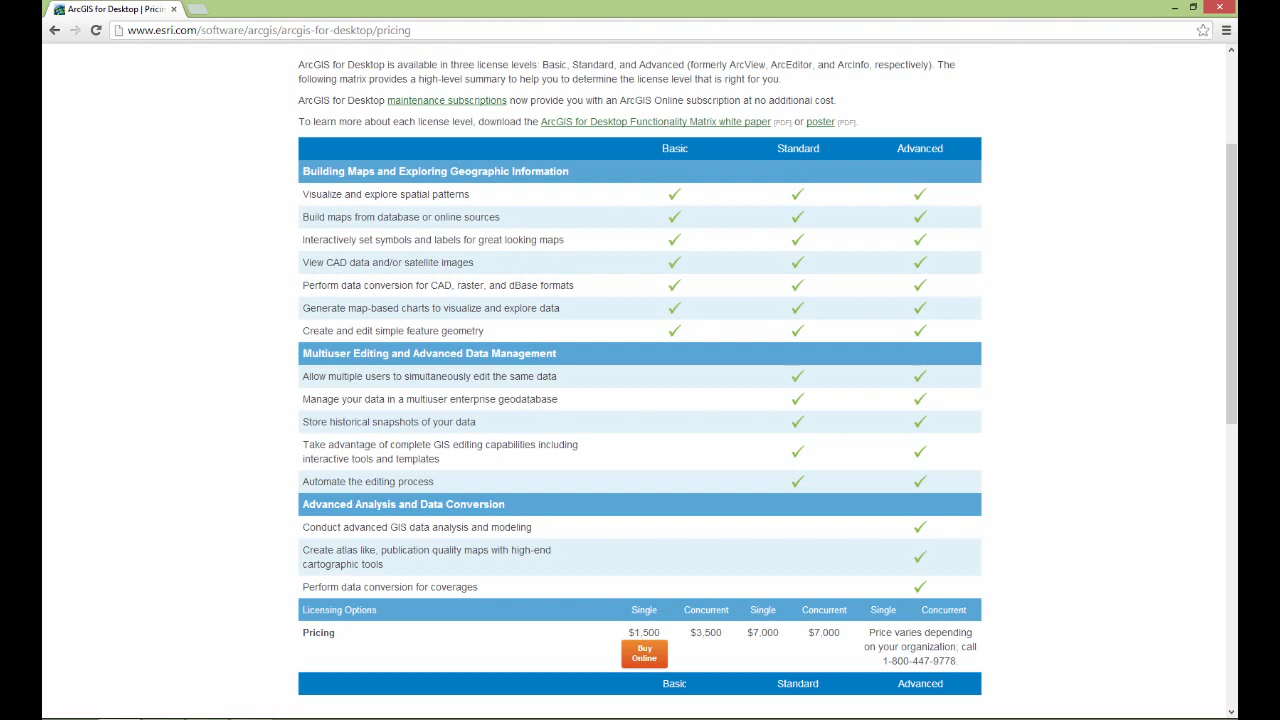 ArcGIS for Desktop | Pricin
www.esri.com/software/arcgis/arcgis-for-desktop/pricing
ArcGIS for Desktop is available in three license levels: Basic, Standard, and Advanced (formerly ArcView, ArcEditor, and ArcInfo, respectively). The
following matrix provides a high-level summary to help you to determine the license level that is right for you.
ArcGIS for Desktop maintenance subscriptions now provide you with an ArcGIS Online subscription at no additional cost.
To learn more about each license level, download the ArcGIS for Desktop Functionality Matrix white paper [PDF] or poster [PDF].
Basic Standard Advanced
Building Maps and Exploring Geographic Information
Visualize and explore spatial patterns
Build maps from database or online sources
Interactively set symbols and labels for great looking maps
View CAD data and/or satellite images
Perform data conversion for CAD, raster, and dBase formats
Generate map-based charts to visualize and explore data
Create and edit simple feature geometry
Multiuser Editing and Advanced Data Management
Allow multiple users to simultaneously edit the same data
Manage your data in a multiuser enterprise geodatabase
Store historical snapshots of your data
Take advantage of complete GIS editing capabilities including
interactive tools and templates
Automate the editing process
Advanced Analysis and Data Conversion
Conduct advanced GIS data analysis and modeling
Create atlas like, publication quality maps with high-end
cartographic tools
Perform data conversion for coverages
Licensing Options Single Concurrent Single Concurrent Single Concurrent
Pricing $1,500 $3,500 $7,000 $7,000 Price varies depending
on your organization; call
1-800-447-9778.
Buy
Online
Basic Standard Advanced